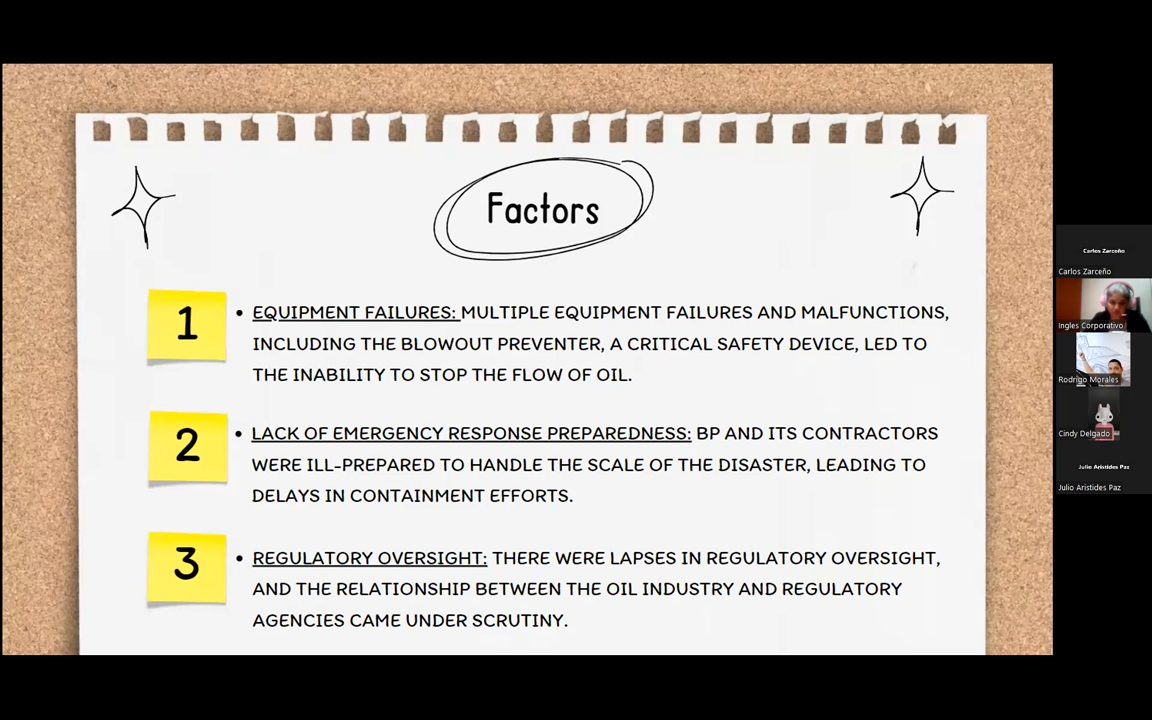 Factors
1
• EQUIPMENT FAILURES: MULTIPLE EQUIPMENT FAILURES AND MALFUNCTIONS,
INCLUDING THE BLOWOUT PREVENTER, A CRITICAL SAFETY DEVICE, LED TO
THE INABILITY TO STOP THE FLOW OF OIL.
2
• LACK OF EMERGENCY RESPONSE PREPAREDNESS: BP AND ITS CONTRACTORS
WERE ILL-PREPARED TO HANDLE THE SCALE OF THE DISASTER, LEADING TO
DELAYS IN CONTAINMENT EFFORTS.
3
• REGULATORY OVERSIGHT: THERE WERE LAPSES IN REGULATORY OVERSIGHT,
AND THE RELATIONSHIP BETWEEN THE OIL INDUSTRY AND REGULATORY
AGENCIES CAME UNDER SCRUTINY.
Carlos Zarceño
Carlos Zarceño
Ingles Corporativo
Rodrigo Morales
Cindy Delgado
Julio Aristides Paz
Julio Aristides Paz